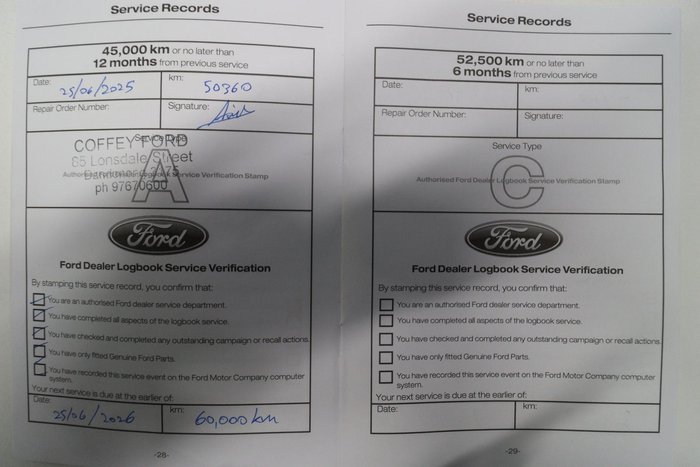 Service Records
45,000 km or no later than
12 months from previous service
Date: 25/06/2025 km: 50360
Repair Order Number: Signature:
Service Type
COFFEY FORD
85 Lonsdale Street
Authorised Ford Dealer Logbook Service Verification Stamp
ph 97670600
A
Ford
Ford Dealer Logbook Service Verification
By stamping this service record, you confirm that:
You are an authorised Ford dealer service department.
You have completed all aspects of the logbook service.
You have checked and completed any outstanding campaign or recall actions.
You have only fitted Genuine Ford Parts.
You have recorded this service event on the Ford Motor Company computer
system.
Your next service is due at the earlier of:
Date: 25/06/2026 km: 60,000 km
-28-
Service Records
52,500 km or no later than
6 months from previous service
Date: km:
Repair Order Number: Signature:
Service Type
C
Authorised Ford Dealer Logbook Service Verification Stamp
Ford
Ford Dealer Logbook Service Verification
By stamping this service record, you confirm that:
You are an authorised Ford dealer service department.
You have completed all aspects of the logbook service.
You have checked and completed any outstanding campaign or recall actions.
You have only fitted Genuine Ford Parts.
You have recorded this service event on the Ford Motor Company computer
system.
Your next service is due at the earlier of:
Date: km:
-29-